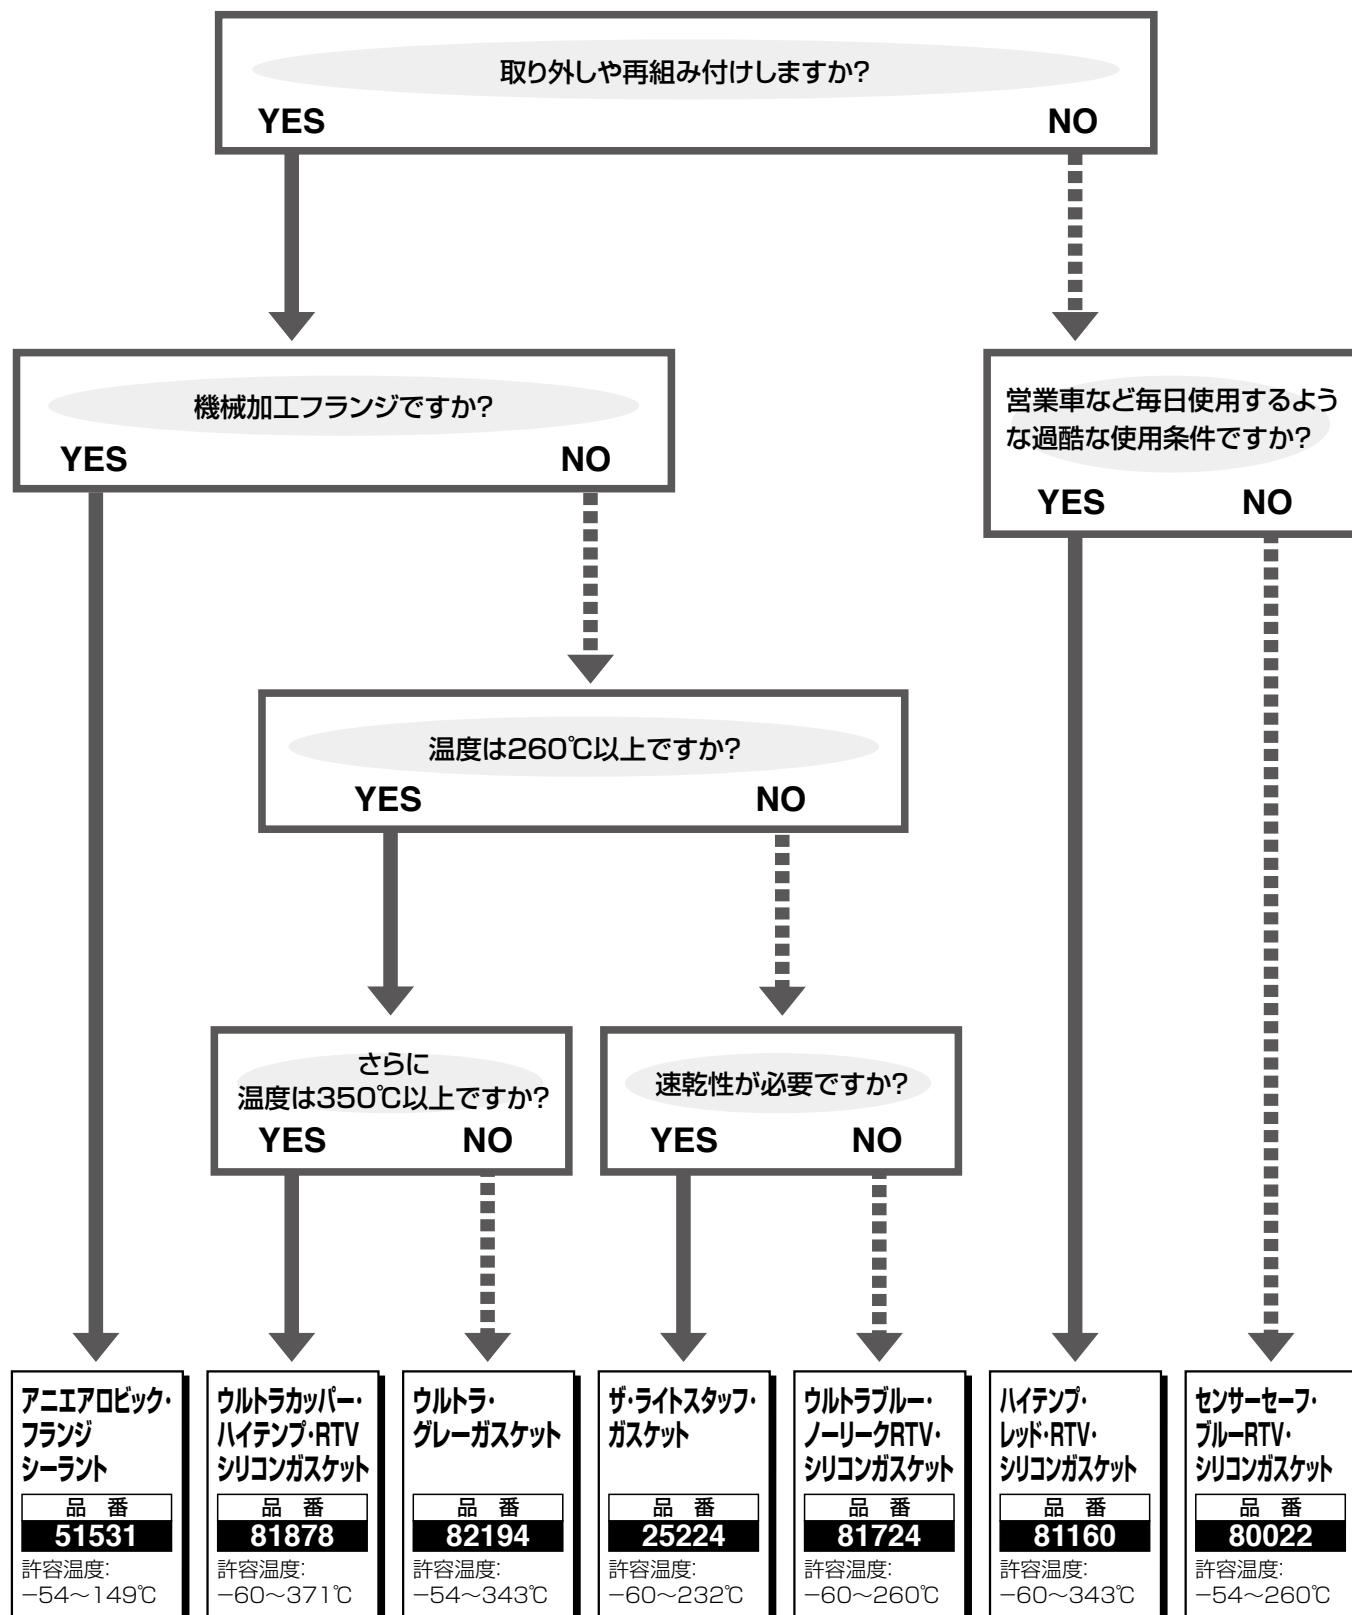 取り外しや再組み付けしますか?
YES NO
機械加工フランジですか?
YES NO
営業車など毎日使用するよう
な過酷な使用条件ですか?
YES NO
温度は260℃以上ですか?
YES NO
さらに
温度は350℃以上ですか?
YES NO
速乾性が必要ですか?
YES NO
アニエアロビック・
フランジ
シーラント
品 番
51531
許容温度:
−54〜149℃
ウルトラカッパー・
ハイテンプ・RTV
シリコンガスケット
品 番
81878
許容温度:
−60〜371℃
ウルトラ・
グレーガスケット
品 番
82194
許容温度:
−54〜343℃
ザ・ライトスタッフ・
ガスケット
品 番
25224
許容温度:
−60〜232℃
ウルトラブルー・
ノーリークRTV・
シリコンガスケット
品 番
81724
許容温度:
−60〜260℃
ハイテンプ・
レッド・RTV・
シリコンガスケット
品 番
81160
許容温度:
−60〜343℃
センサーセーフ・
ブルーRTV・
シリコンガスケット
品 番
80022
許容温度:
−54〜260℃